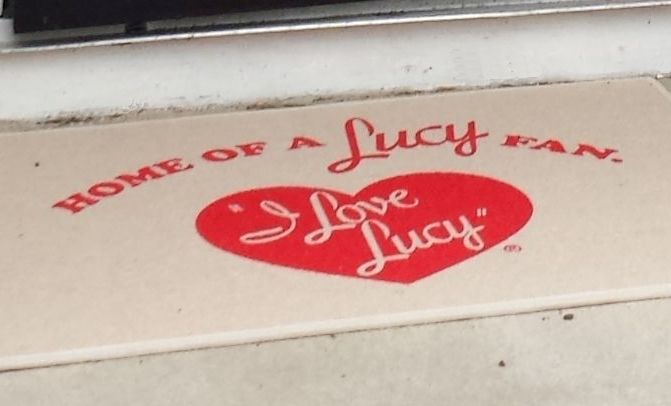 HOME OF A Lucy FAN.
"I Love
Lucy"
®